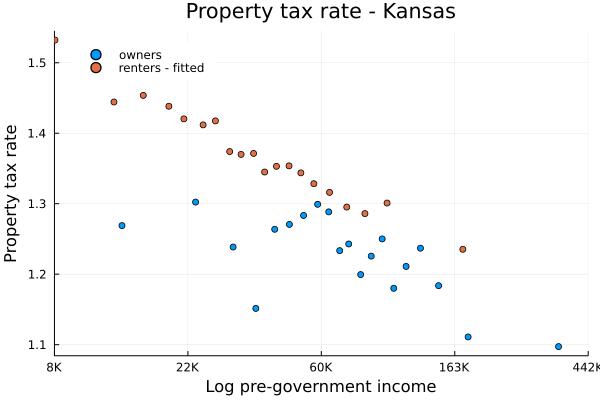 Property tax rate - Kansas
owners
renters - fitted
Property tax rate
1.5
1.4
1.3
1.2
1.1
8K
22K
60K
163K
442K
Log pre-government income